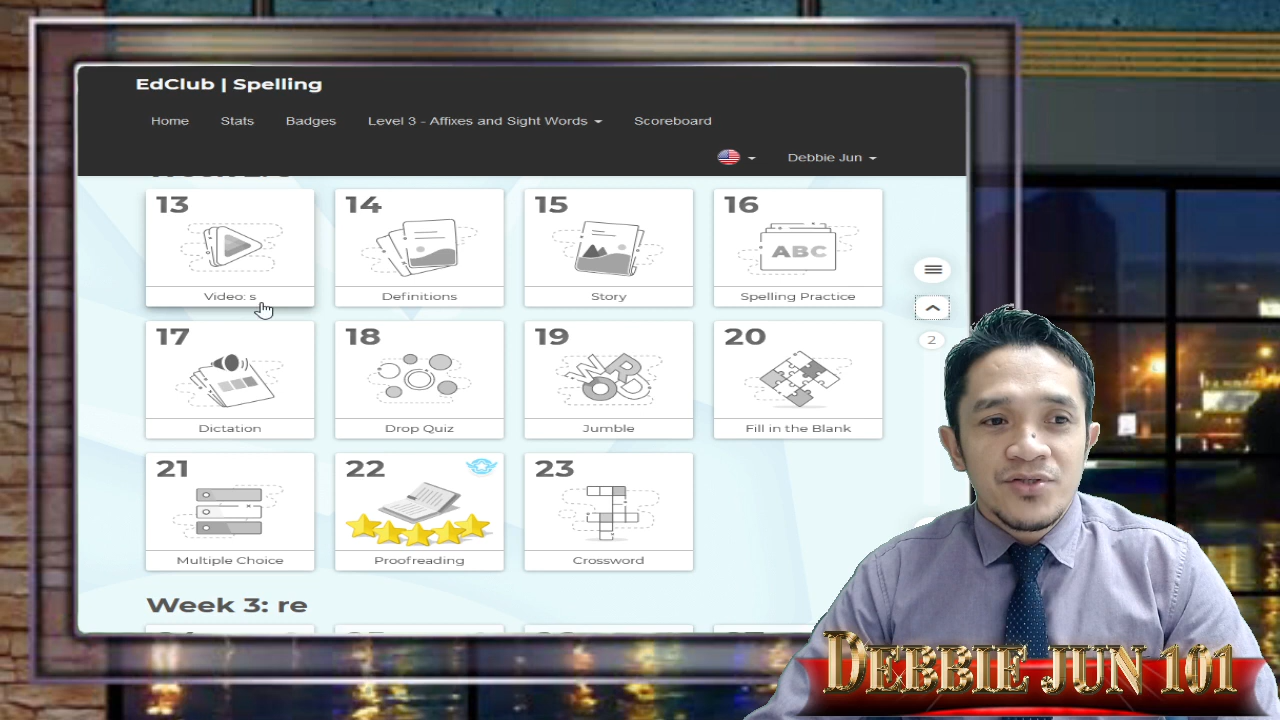 EdClub | Spelling
Home Stats Badges Level 3 - Affixes and Sight Words Scoreboard
Debbie Jun
13 14 15 16
ABC
Video: s Definitions Story Spelling Practice
2
17 18 19 20
WORD
Dictation Drop Quiz Jumble Fill in the Blank
21 22 23
Multiple Choice Proofreading Crossword
Week 3: re
DEBBIE JUN 101